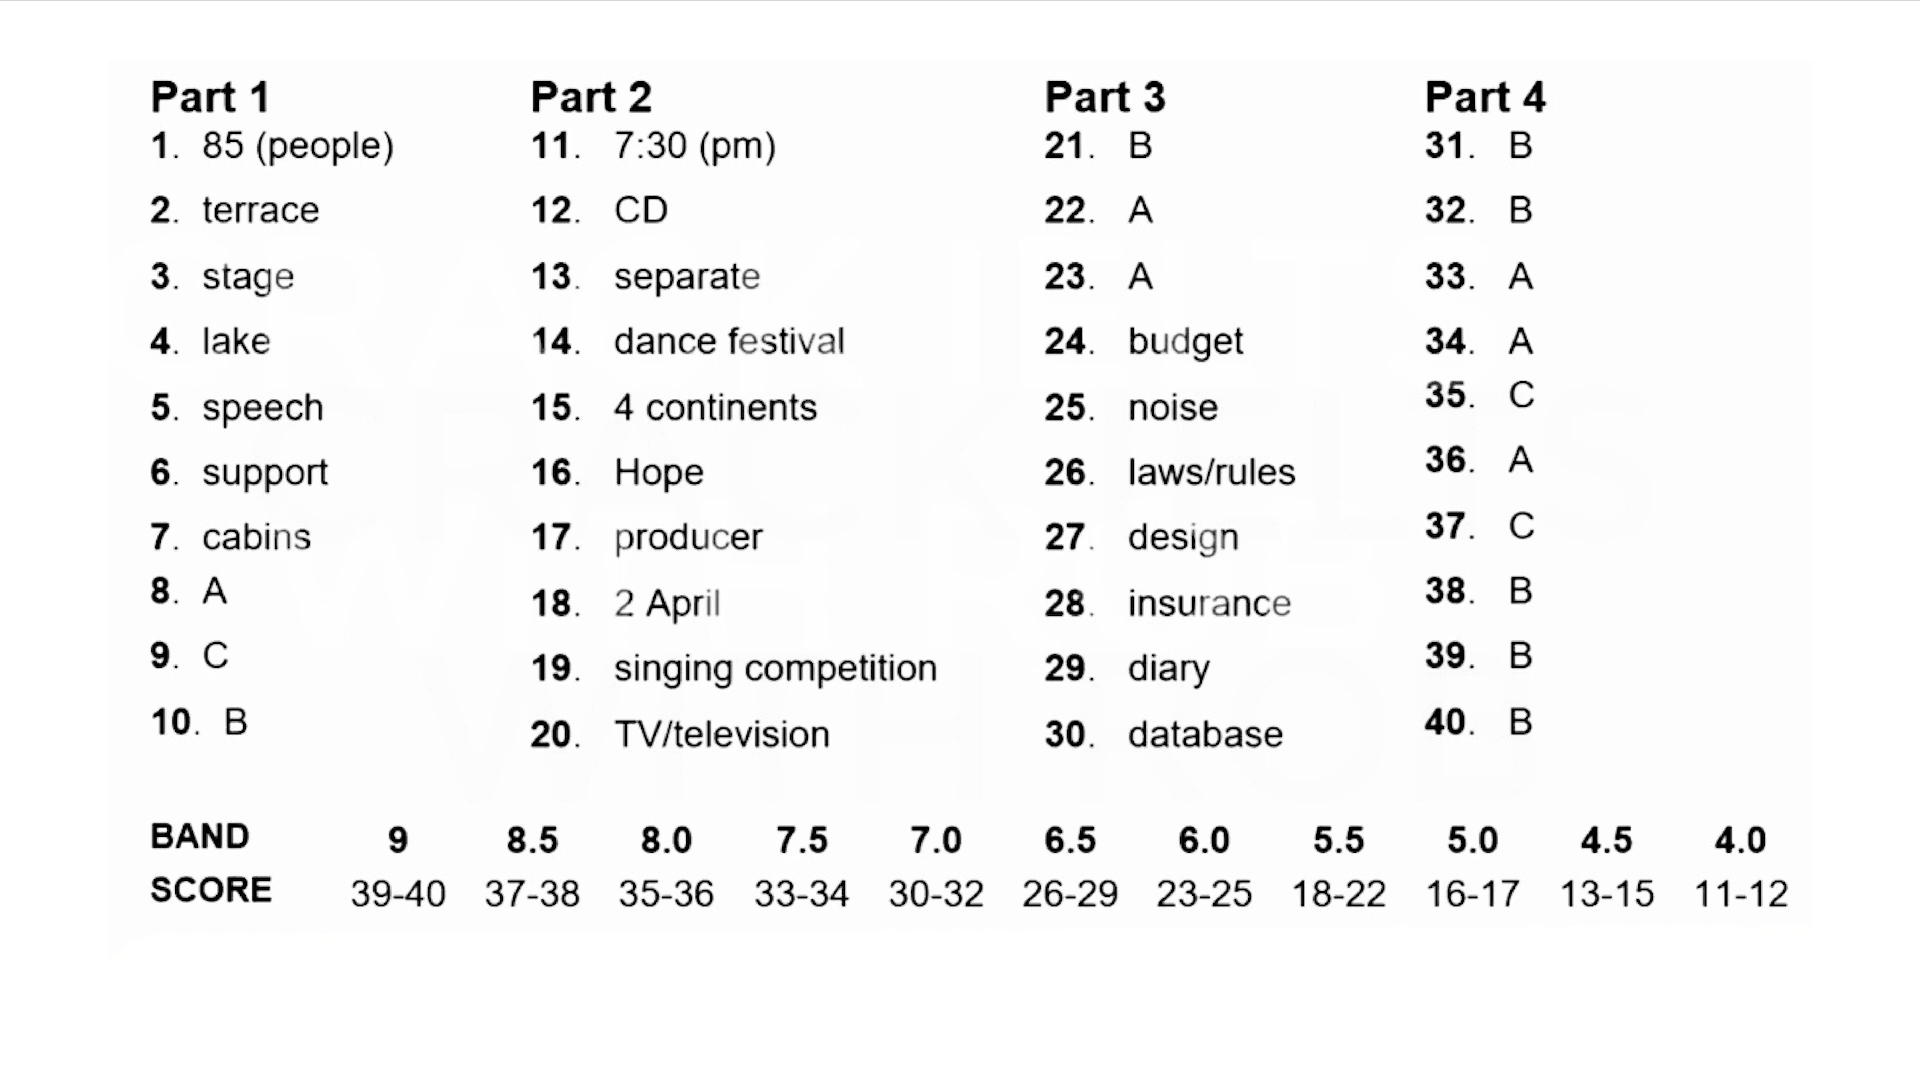 Part 1
1. 85 (people)
2. terrace
3. stage
4. lake
5. speech
6. support
7. cabins
8. A
9. C
10. B
Part 2
11. 7:30 (pm)
12. CD
13. separate
14. dance festival
15. 4 continents
16. Hope
17. producer
18. 2 April
19. singing competition
20. TV/television
Part 3
21. B
22. A
23. A
24. budget
25. noise
26. laws/rules
27. design
28. insurance
29. diary
30. database
Part 4
31. B
32. B
33. A
34. A
35. C
36. A
37. C
38. B
39. B
40. B
BAND 9 8.5 8.0 7.5 7.0 6.5 6.0 5.5 5.0 4.5 4.0
SCORE 39-40 37-38 35-36 33-34 30-32 26-29 23-25 18-22 16-17 13-15 11-12